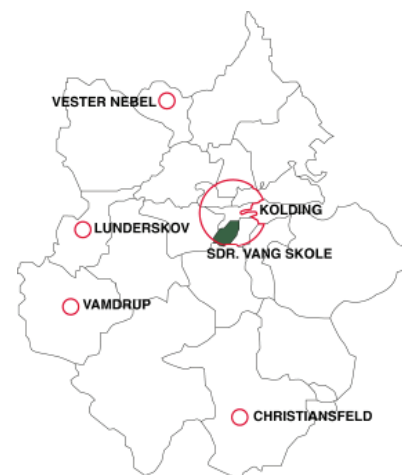 VESTER NEBEL
KOLDING
LUNDERSKOV
SDR. VANG SKOLE
VAMDRUP
CHRISTIANSFELD